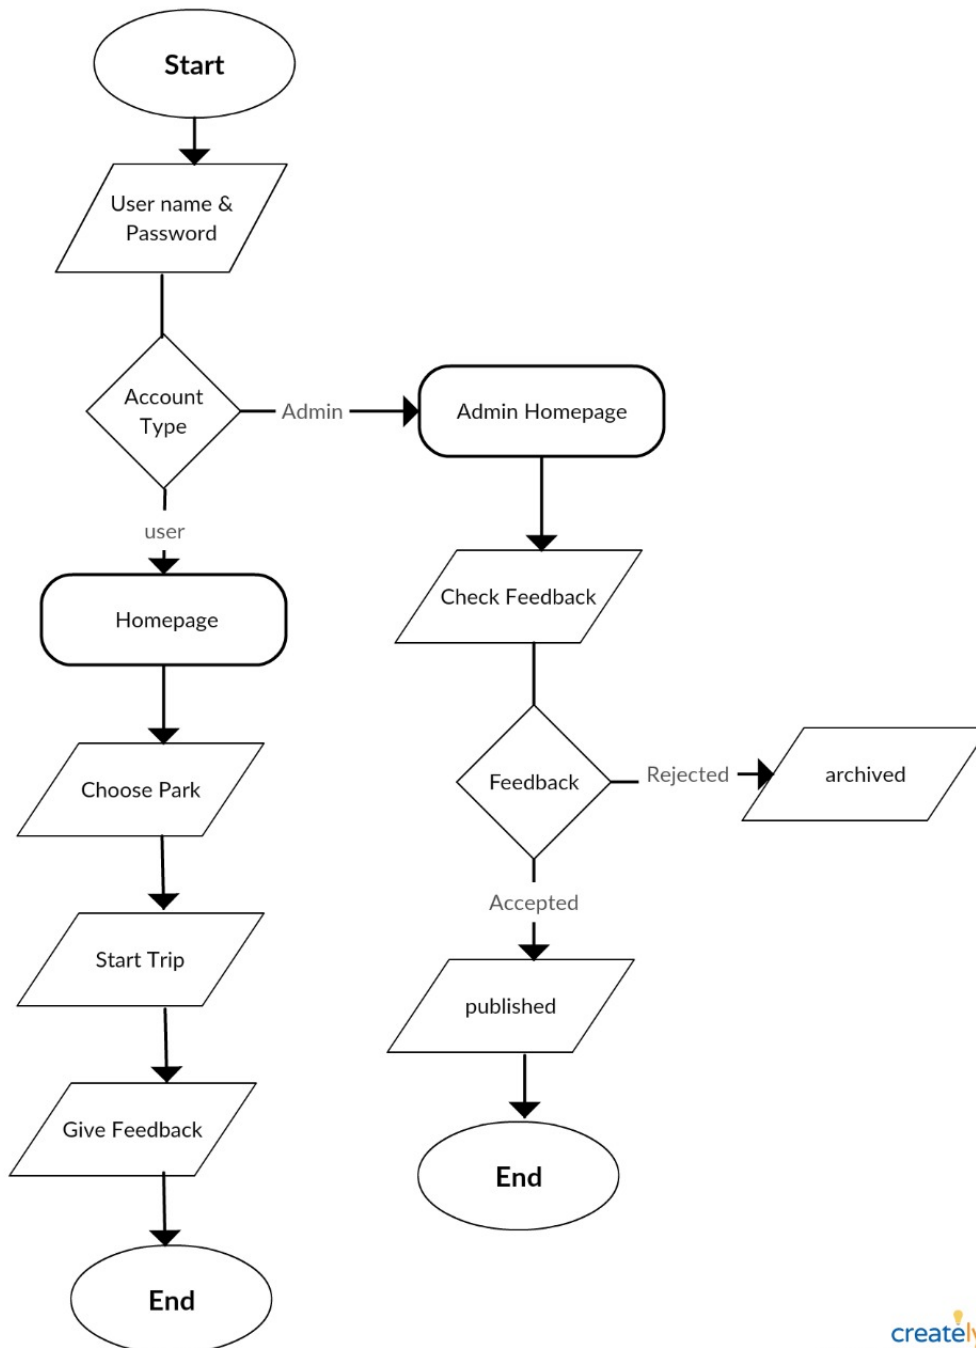 Start
User name &
Password
Account
Type
Admin
Admin Homepage
user
Homepage
Check Feedback
Choose Park
Feedback
Rejected
archived
Accepted
Start Trip
published
Give Feedback
End
End
creately